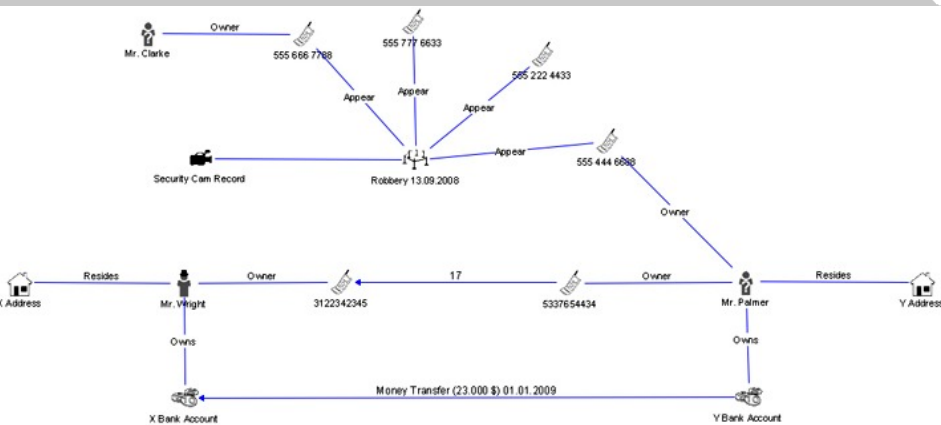 Owner
Mr. Clarke
555 666 7788
555 777 6633
555 222 4433
Appear
Appear
Appear
Appear
555 444 6688
Security Cam Record
Robbery 13.09.2008
Owner
Resides
Owner
17
Owner
Resides
X Address
Mr. Wright
3122342345
5337654434
Mr. Palmer
Y Address
Owns
Owns
Money Transfer (23.000 $) 01.01.2009
X Bank Account
Y Bank Account